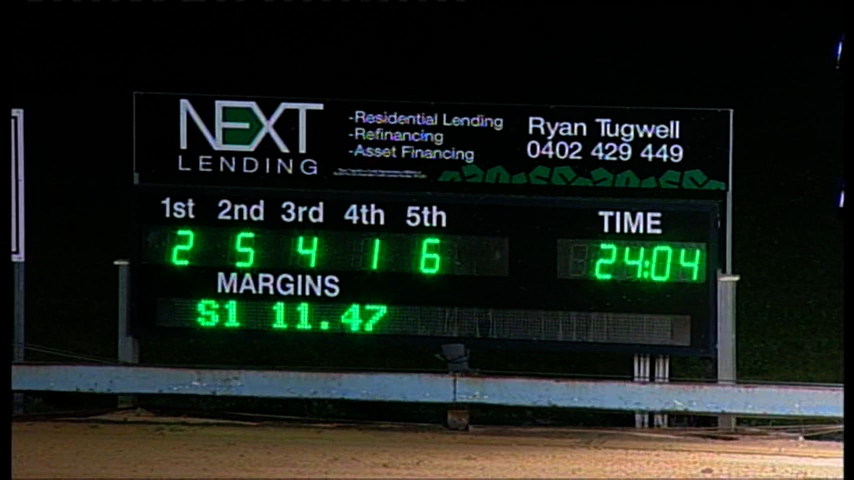 NEXT
LENDING
-Residential Lending
-Refinancing
-Asset Financing
Ryan Tugwell
0402 429 449
1st 2nd 3rd 4th 5th TIME
2 5 4 1 6 24:04
MARGINS
S1 11.47